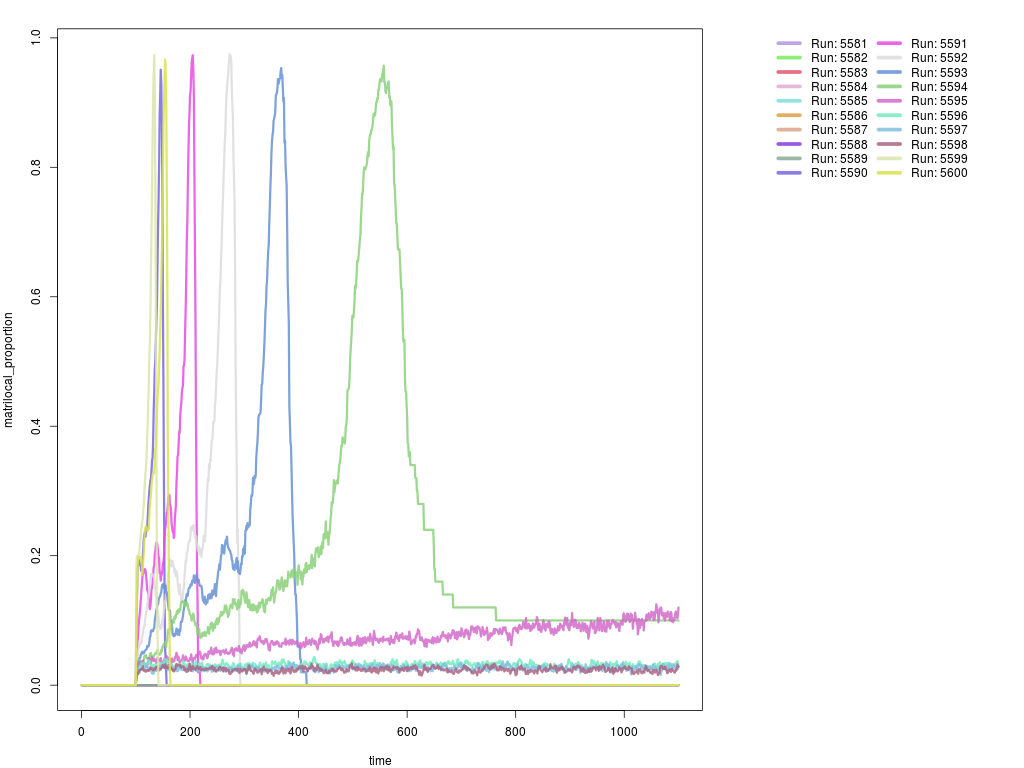 1.0
0.8
0.6
0.4
0.2
0.0
matrilocal_proportion
0 200 400 600 800 1000
time
Run: 5581 Run: 5591
Run: 5582 Run: 5592
Run: 5583 Run: 5593
Run: 5584 Run: 5594
Run: 5585 Run: 5595
Run: 5586 Run: 5596
Run: 5587 Run: 5597
Run: 5588 Run: 5598
Run: 5589 Run: 5599
Run: 5590 Run: 5600